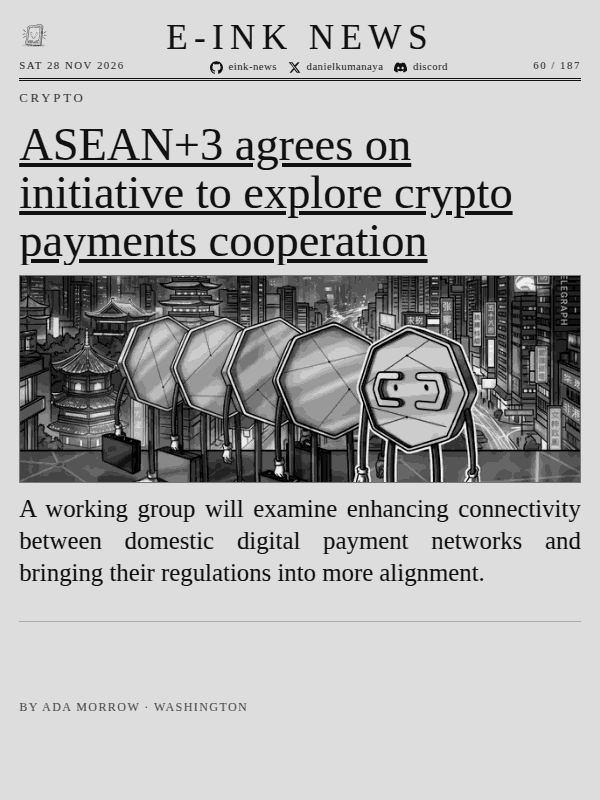 E-INK NEWS
SAT 28 NOV 2026
eink-news danielkumanaya discord
60 / 187
CRYPTO
ASEAN+3 agrees on
initiative to explore crypto
payments cooperation
A working group will examine enhancing connectivity
between domestic digital payment networks and
bringing their regulations into more alignment.
BY ADA MORROW · WASHINGTON